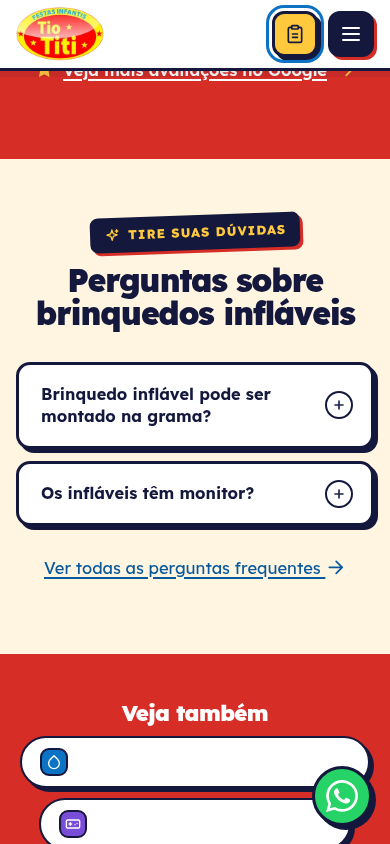 FESTAS INFANTIS
Tio
Titi
Veja mais avaliações no Google
TIRE SUAS DÚVIDAS
Perguntas sobre
brinquedos infláveis
Brinquedo inflável pode ser
montado na grama?
Os infláveis têm monitor?
Ver todas as perguntas frequentes
Veja também